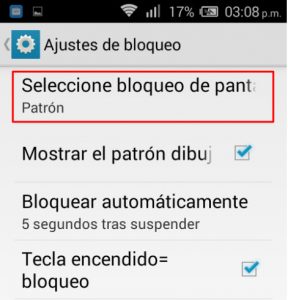 17% 03:08 p.m.
Ajustes de bloqueo
Seleccione bloqueo de panta
Patrón
Mostrar el patrón dibuj
Bloquear automáticamente
5 segundos tras suspender
Tecla encendido=
bloqueo